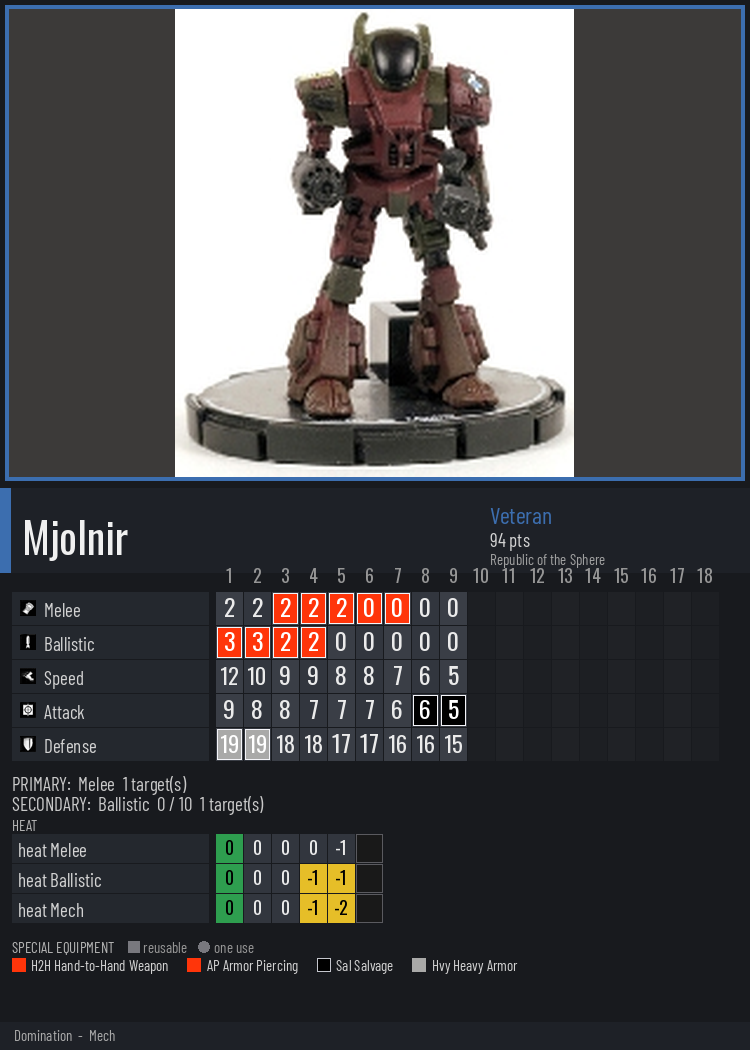 Mjolnir
Veteran
94 pts
Republic of the Sphere
1 2 3 4 5 6 7 8 9 10 11 12 13 14 15 16 17 18
Melee 2 2 2 2 2 0 0 0 0
Ballistic 3 3 2 2 0 0 0 0 0
Speed 12 10 9 9 8 8 7 6 5
Attack 9 8 8 7 7 7 6 6 5
Defense 19 19 18 18 17 17 16 16 15
PRIMARY: Melee 1 target(s)
SECONDARY: Ballistic 0 / 10 1 target(s)
HEAT
heat Melee 0 0 0 0 -1
heat Ballistic 0 0 0 -1 -1
heat Mech 0 0 0 -1 -2
SPECIAL EQUIPMENT reusable one use
H2H Hand-to-Hand Weapon AP Armor Piercing Sal Salvage Hvy Heavy Armor
Domination - Mech